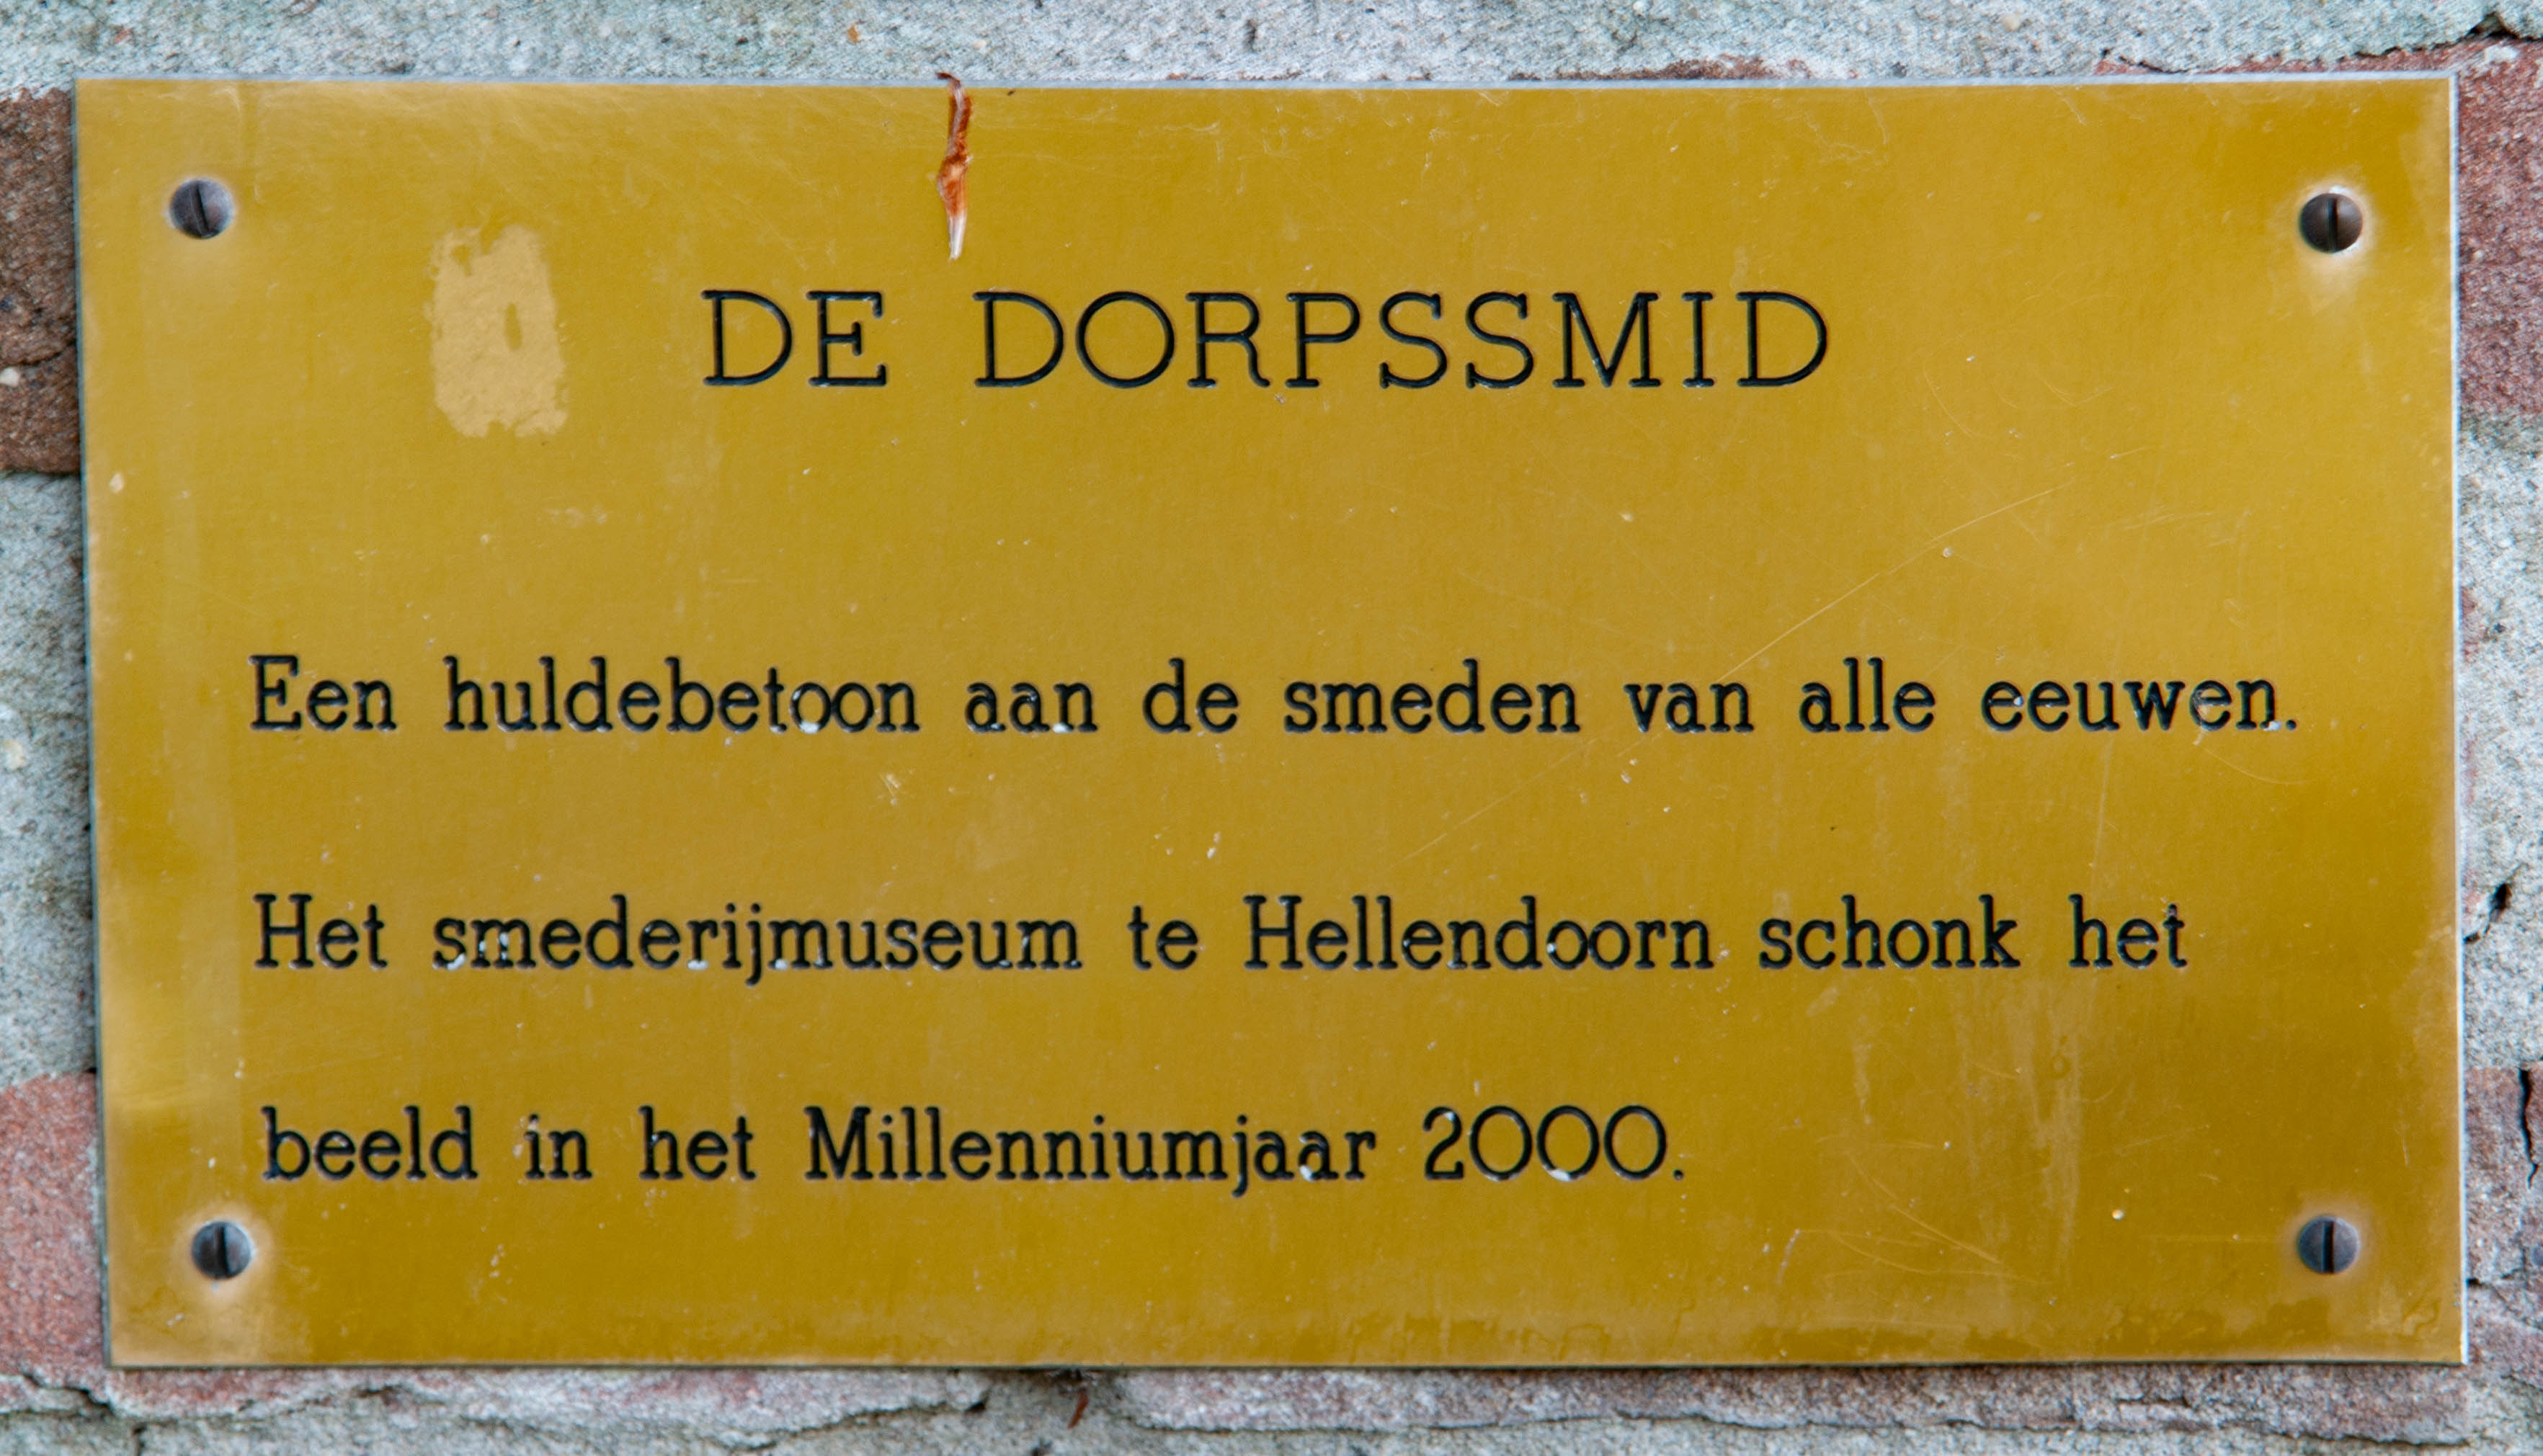 DE DORPSSMID
Een huldebetoon aan de smeden van alle eeuwen.
Het smederijmuseum te Hellendoorn schonk het
beeld in het Millenniumjaar 2000.